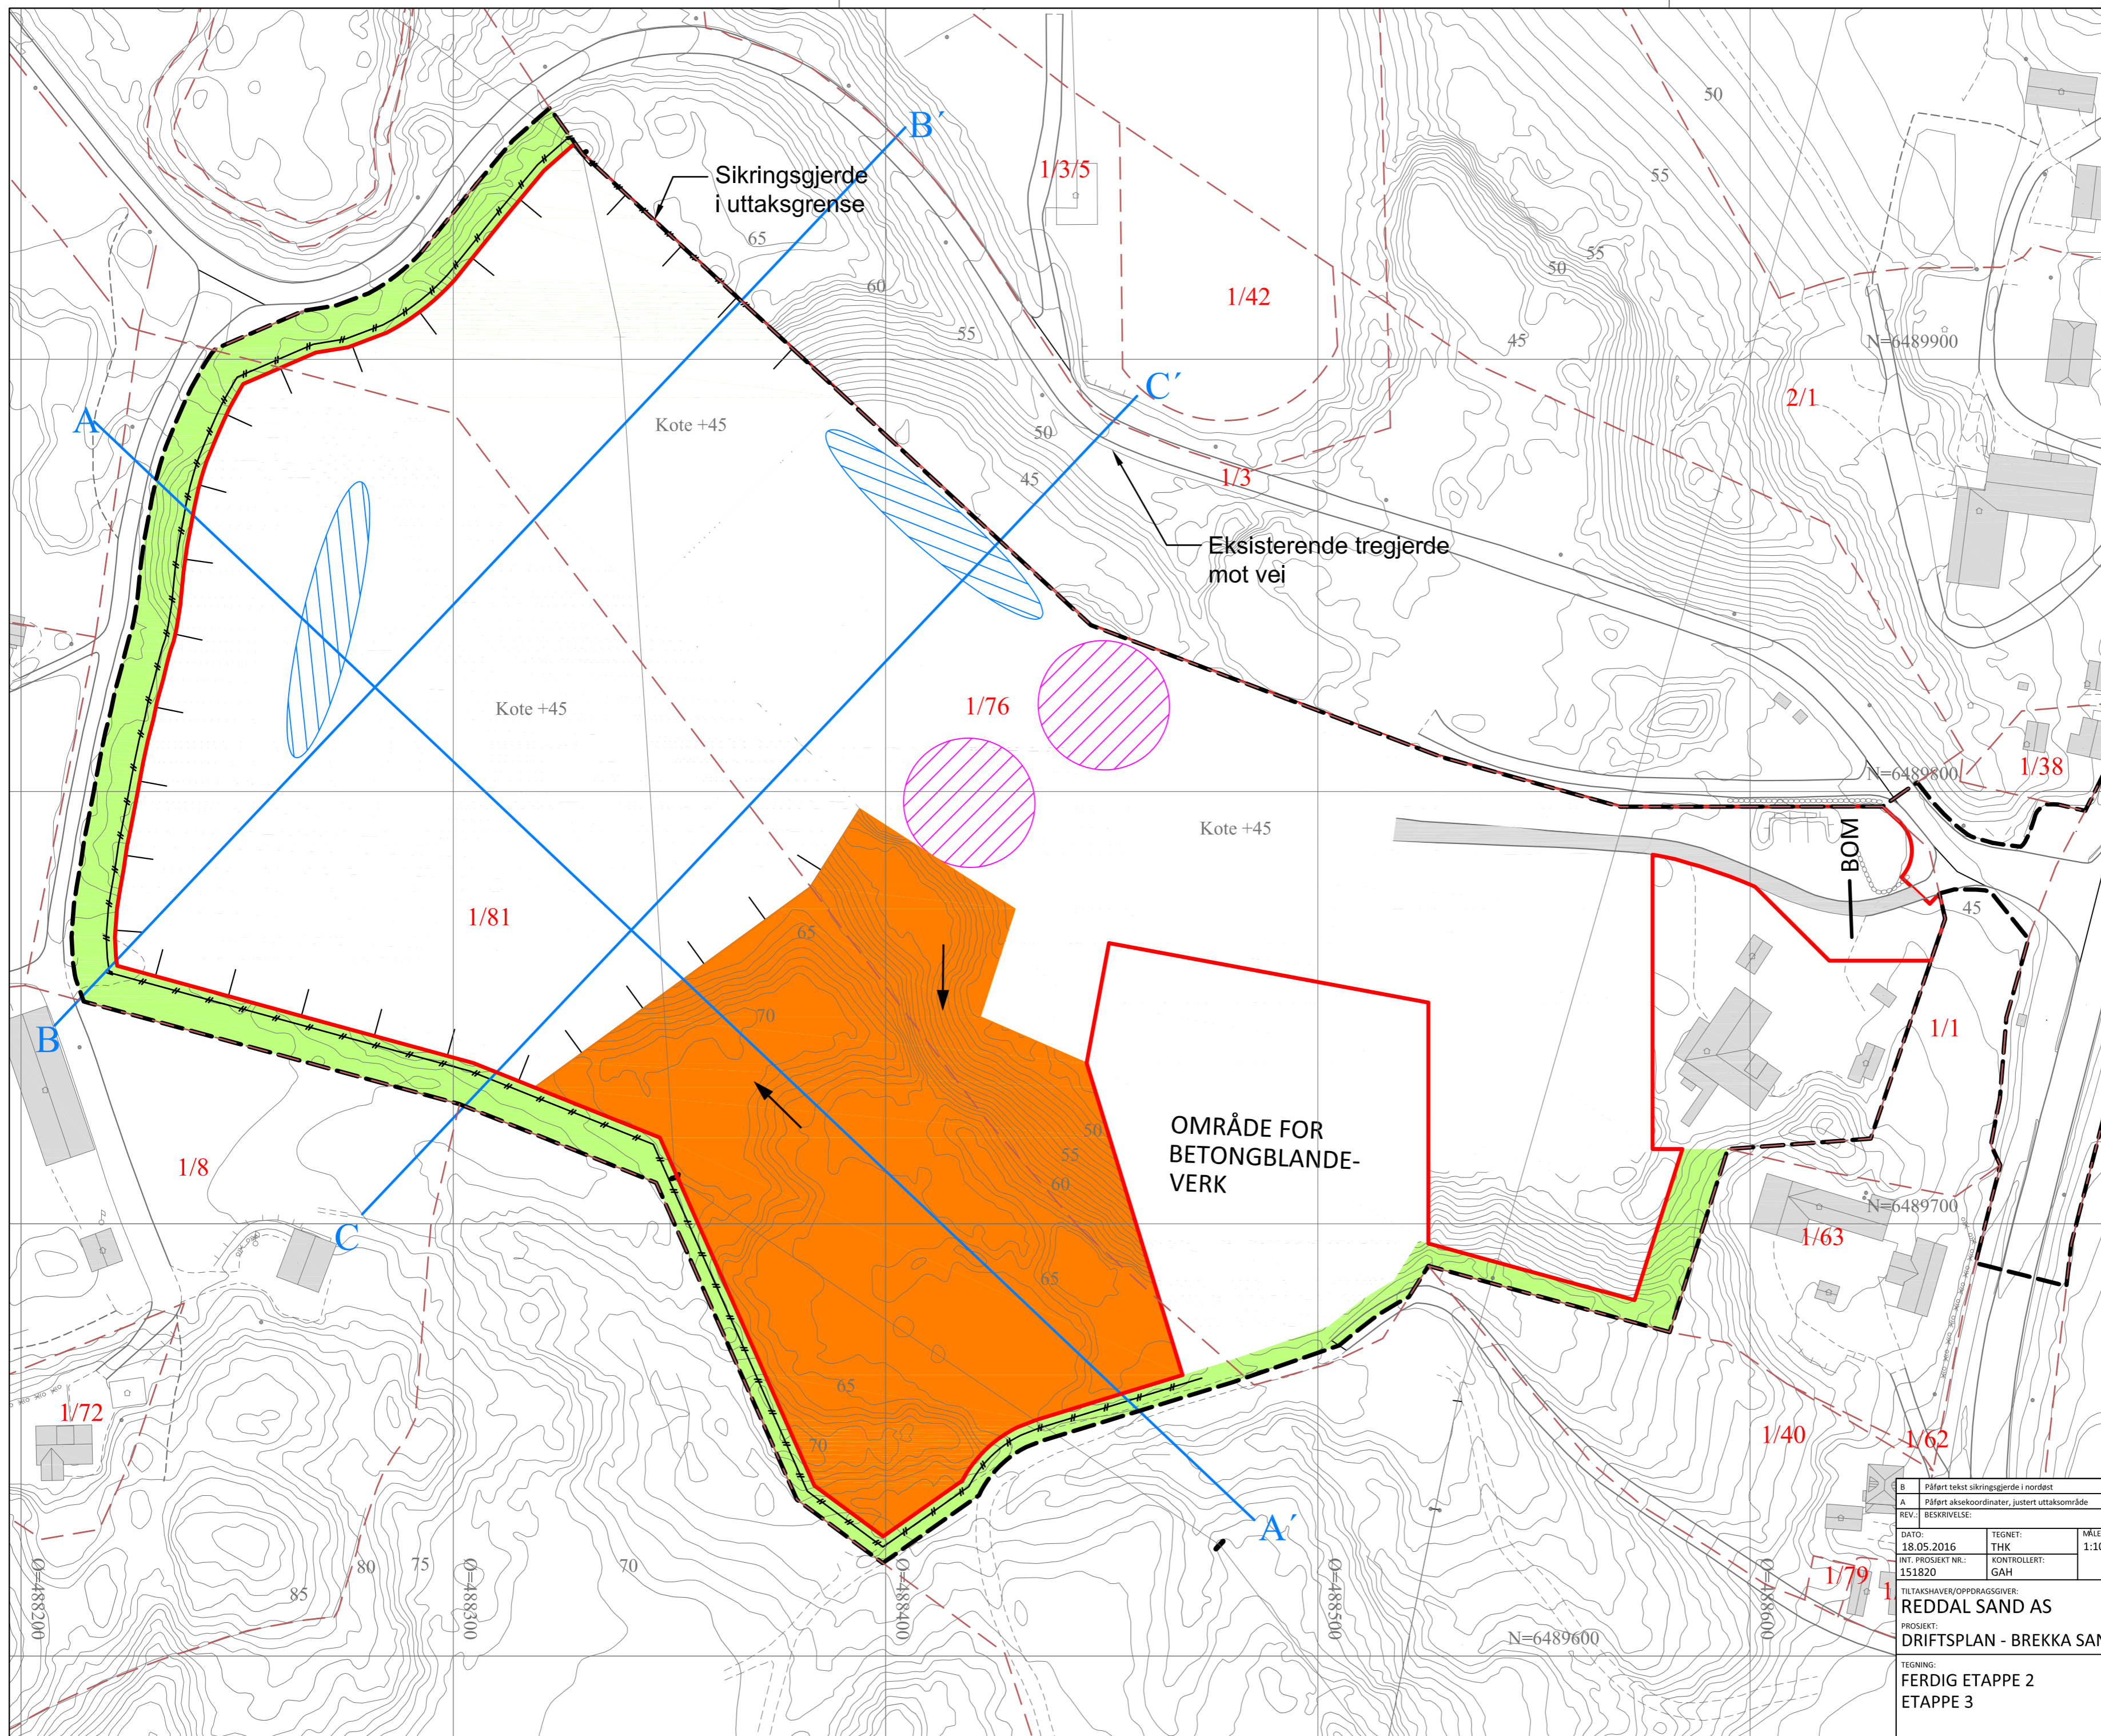 50
B´
Sikringsgjerde
i uttaksgrense
1/3/5
55
65
55
50
60
1/42
55
45
N=6489900
A
C´
2/1
Kote +45
50
45
1/3
Eksisterende tregjerde
mot vei
Kote +45
1/76
1/38
N=6489800
Kote +45
BOM
1/81
65
45
70
B
1/1
OMRÅDE FOR
BETONGBLANDE-
VERK
50
55
60
1/8
N=6489700
C
1/63
65
65
1/72
70
1/40
1/62
A´
80
75
70
85
1/79
Ø=488200
Ø=488300
Ø=488400
Ø=488500
Ø=488600
N=6489600
B Påført tekst sikringsgjerde i nordøst
A Påført aksekoordinater, justert uttaksområde
REV.: BESKRIVELSE:
DATO: TEGNET:
18.05.2016 THK
INT. PROSJEKT NR.: KONTROLLERT:
151820 GAH
TILTAKSHAVER/OPPDRAGSGIVER:
REDDAL SAND AS
PROSJEKT:
DRIFTSPLAN - BREKKA
TEGNING:
FERDIG ETAPPE 2
ETAPPE 3